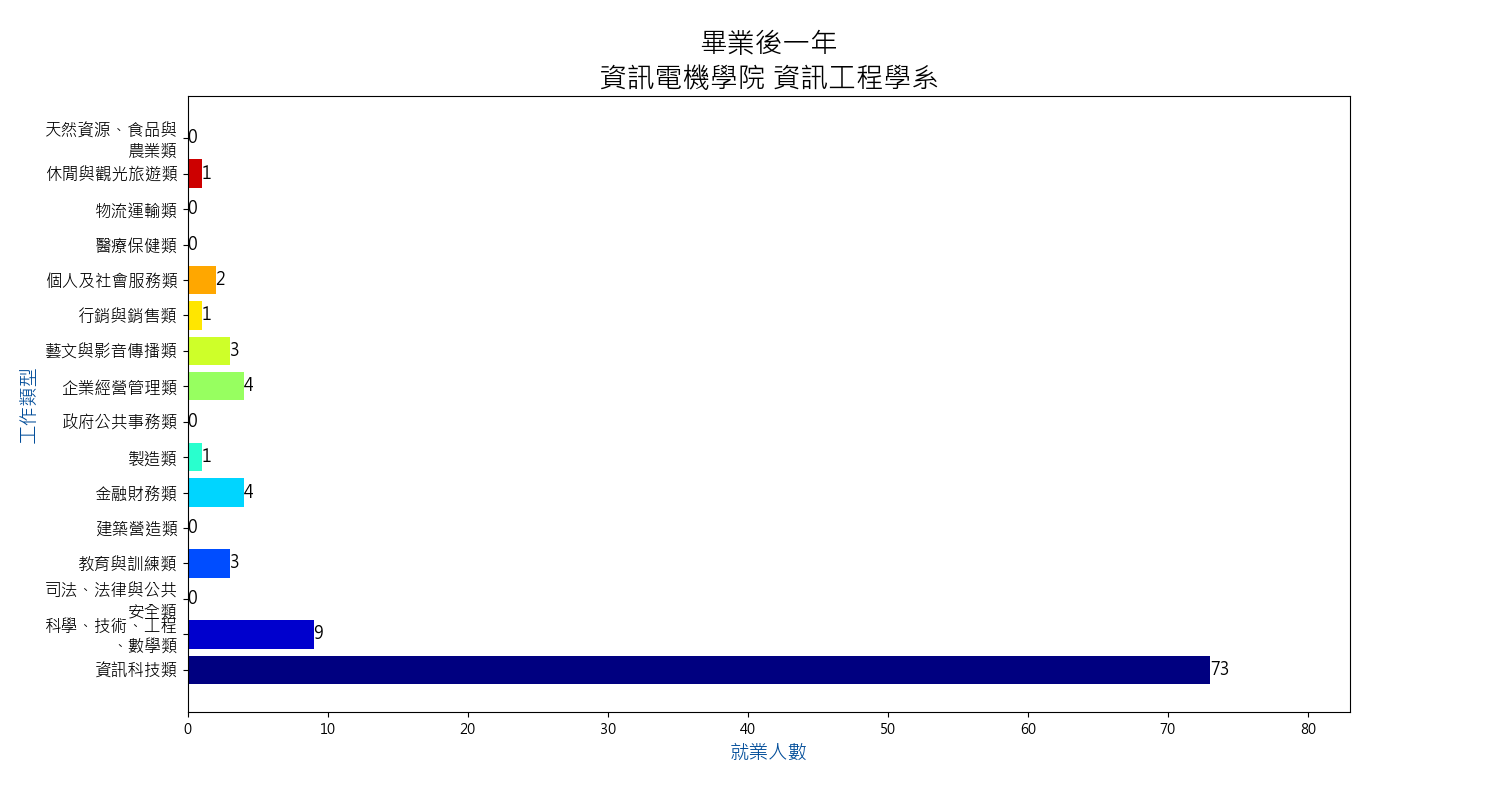 畢業後一年
資訊電機學院 資訊工程學系
天然資源、食品與
農業類
0
休閒與觀光旅遊類
1
物流運輸類
0
醫療保健類
0
個人及社會服務類
2
行銷與銷售類
1
藝文與影音傳播類
3
企業經營管理類
4
政府公共事務類
0
製造類
1
金融財務類
4
建築營造類
0
教育與訓練類
3
司法、法律與公共
安全類
0
科學、技術、工程
、數學類
9
資訊科技類
73
工作類型
0 10 20 30 40 50 60 70 80
就業人數